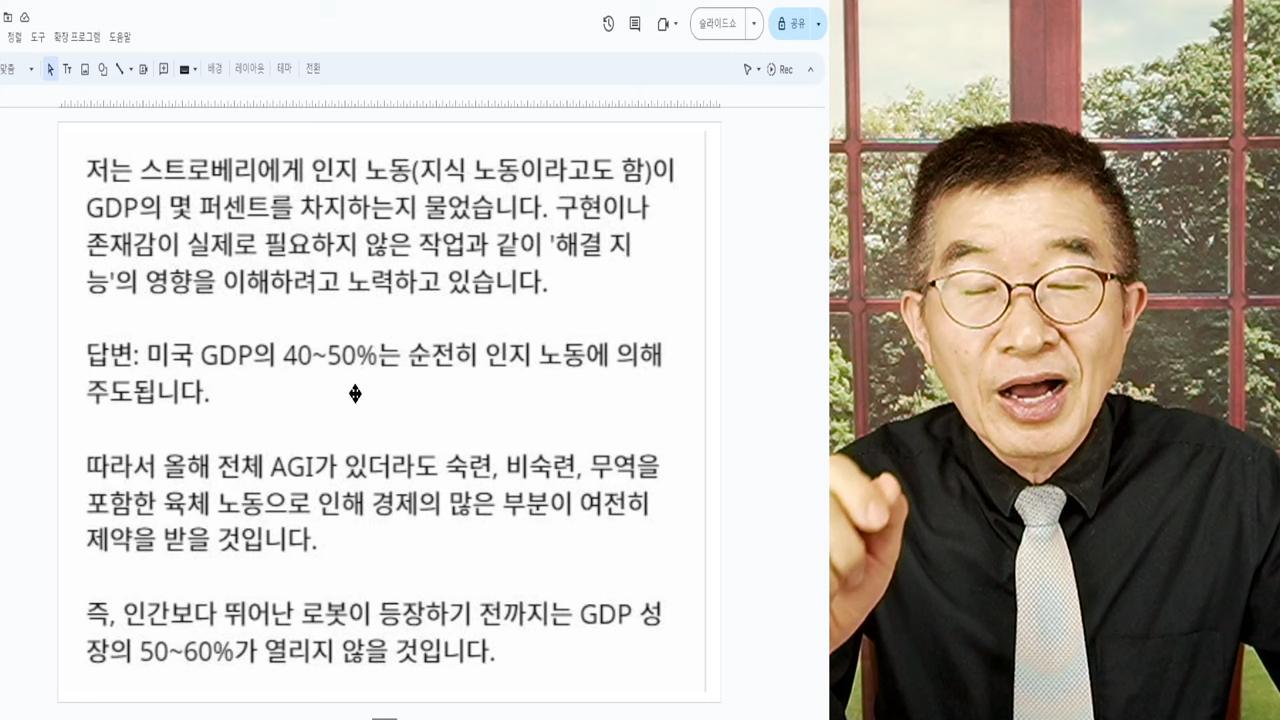 정렬 도구 확장 프로그램 도움말
슬라이드쇼
공유
맞춤
Tт
배경 레이아웃 테마 전환
Rec
저는 스트로베리에게 인지 노동(지식 노동이라고도 함)이
GDP의 몇 퍼센트를 차지하는지 물었습니다. 구현이나
존재감이 실제로 필요하지 않은 작업과 같이 '해결 지
능'의 영향을 이해하려고 노력하고 있습니다.
답변: 미국 GDP의 40~50%는 순전히 인지 노동에 의해
주도됩니다.
따라서 올해 전체 AGI가 있더라도 숙련, 비숙련, 무역을
포함한 육체 노동으로 인해 경제의 많은 부분이 여전히
제약을 받을 것입니다.
즉, 인간보다 뛰어난 로봇이 등장하기 전까지는 GDP 성
장의 50~60%가 열리지 않을 것입니다.